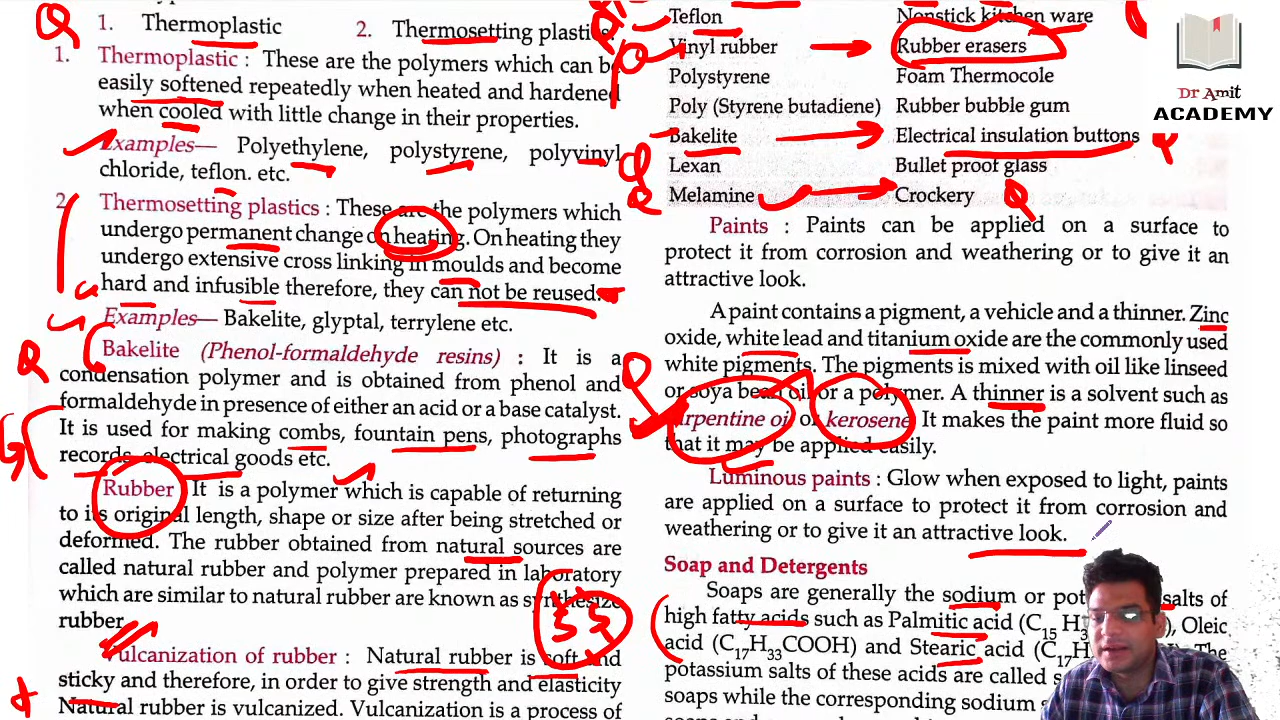 1. Thermoplastic 2. Thermosetting plastics.
1. Thermoplastic : These are the polymers which can be
easily softened repeatedly when heated and hardened
when cooled with little change in their properties.
Examples— Polyethylene, polystyrene, polyvinyl
chloride, teflon. etc.
2. Thermosetting plastics : These are the polymers which
undergo permanent change on heating. On heating they
undergo extensive cross linking in moulds and become
hard and infusible therefore, they can not be reused.
Examples— Bakelite, glyptal, terrylene etc.
Bakelite (Phenol-formaldehyde resins) : It is a
condensation polymer and is obtained from phenol and
formaldehyde in presence of either an acid or a base catalyst.
It is used for making combs, fountain pens, photographs
records, electrical goods etc.
Rubber It is a polymer which is capable of returning
to its original length, shape or size after being stretched or
deformed. The rubber obtained from natural sources are
called natural rubber and polymer prepared in laboratory
which are similar to natural rubber are known as synthesize
rubber
Vulcanization of rubber : Natural rubber is soft and
sticky and therefore, in order to give strength and elasticity
Natural rubber is vulcanized. Vulcanization is a process of
Teflon Nonstick kitchen ware
Vinyl rubber Rubber erasers
Polystyrene Foam Thermocole
Poly (Styrene butadiene) Rubber bubble gum
Bakelite Electrical insulation buttons
Lexan Bullet proof glass
Melamine Crockery
Paints : Paints can be applied on a surface to
protect it from corrosion and weathering or to give it an
attractive look.
A paint contains a pigment, a vehicle and a thinner. Zinc
oxide, white lead and titanium oxide are the commonly used
white pigments. The pigments is mixed with oil like linseed
or soya bean oil or a polymer. A thinner is a solvent such as
oil or kerosene. It makes the paint more fluid so
that it may be applied easily.
Luminous paints : Glow when exposed to light, paints
are applied on a surface to protect it from corrosion and
weathering or to give it an attractive look.
Soap and Detergents
Soaps are generally the sodium or salts of
high fatty acids such as Palmitic acid (C15 H Oleic
acid (C17H33COOH) and Stearic acid (C17H The
potassium salts of these acids are called
soaps while the corresponding sodium
Dr Amit
ACADEMY